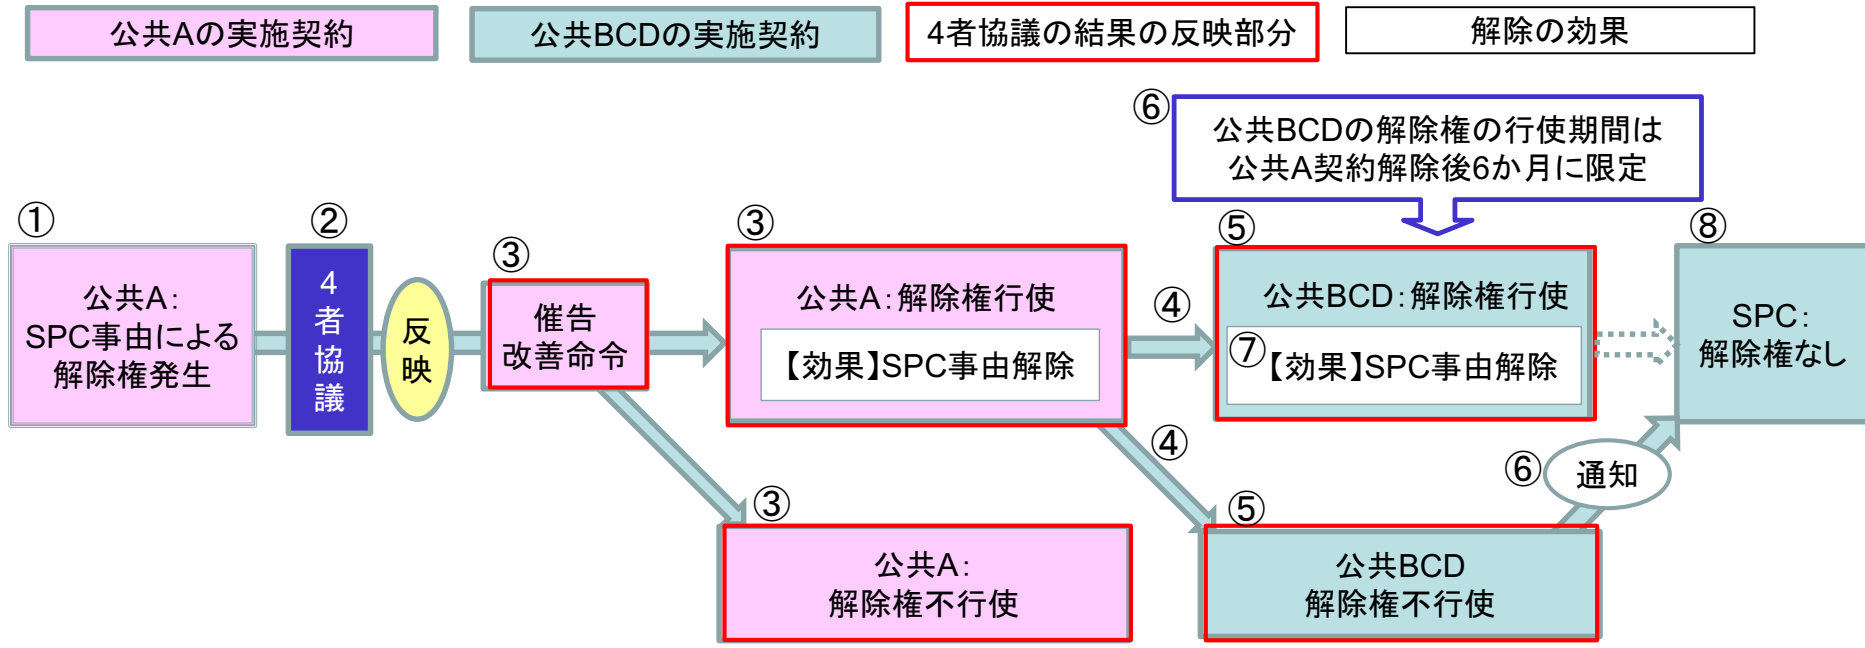 公共Aの実施契約
公共BCDの実施契約
4者協議の結果の反映部分
解除の効果
⑥
公共BCDの解除権の行使期間は
公共A契約解除後6か月に限定
①
公共A：
SPC事由による
解除権発生
②
4
者
協
議
反
映
③
催告
改善命令
③
公共A：解除権行使
【効果】SPC事由解除
④
④
⑤
公共BCD：解除権行使
⑦
【効果】SPC事由解除
⑧
SPC：
解除権なし
③
公共A：
解除権不行使
⑤
公共BCD
解除権不行使
⑥
通知